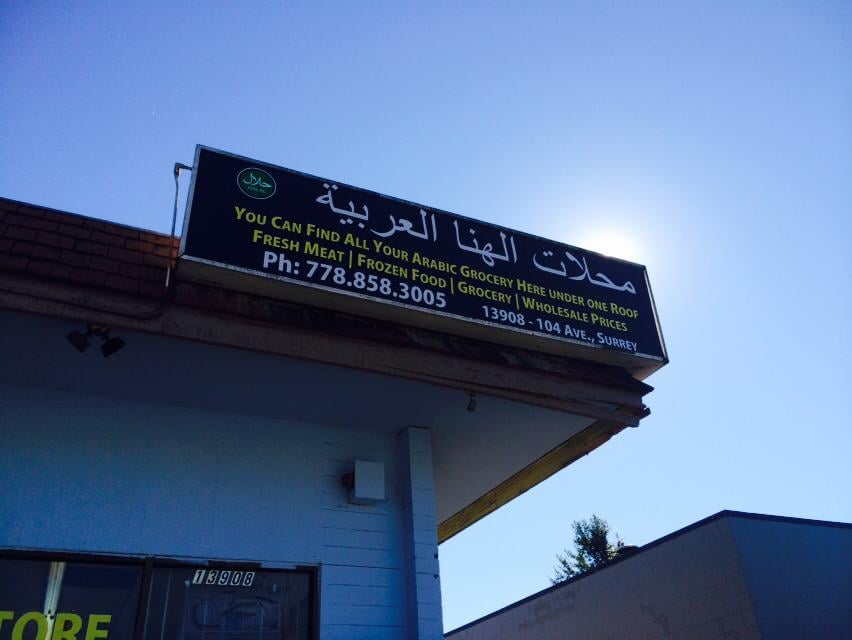 حلال
HALAL
محلات الهنا العربية
YOU CAN FIND ALL YOUR ARABIC GROCERY HERE UNDER ONE ROOF
FRESH MEAT | FROZEN FOOD | GROCERY | WHOLESALE PRICES
Ph: 778.858.3005
13908 - 104 AVE., SURREY
13908
TORE